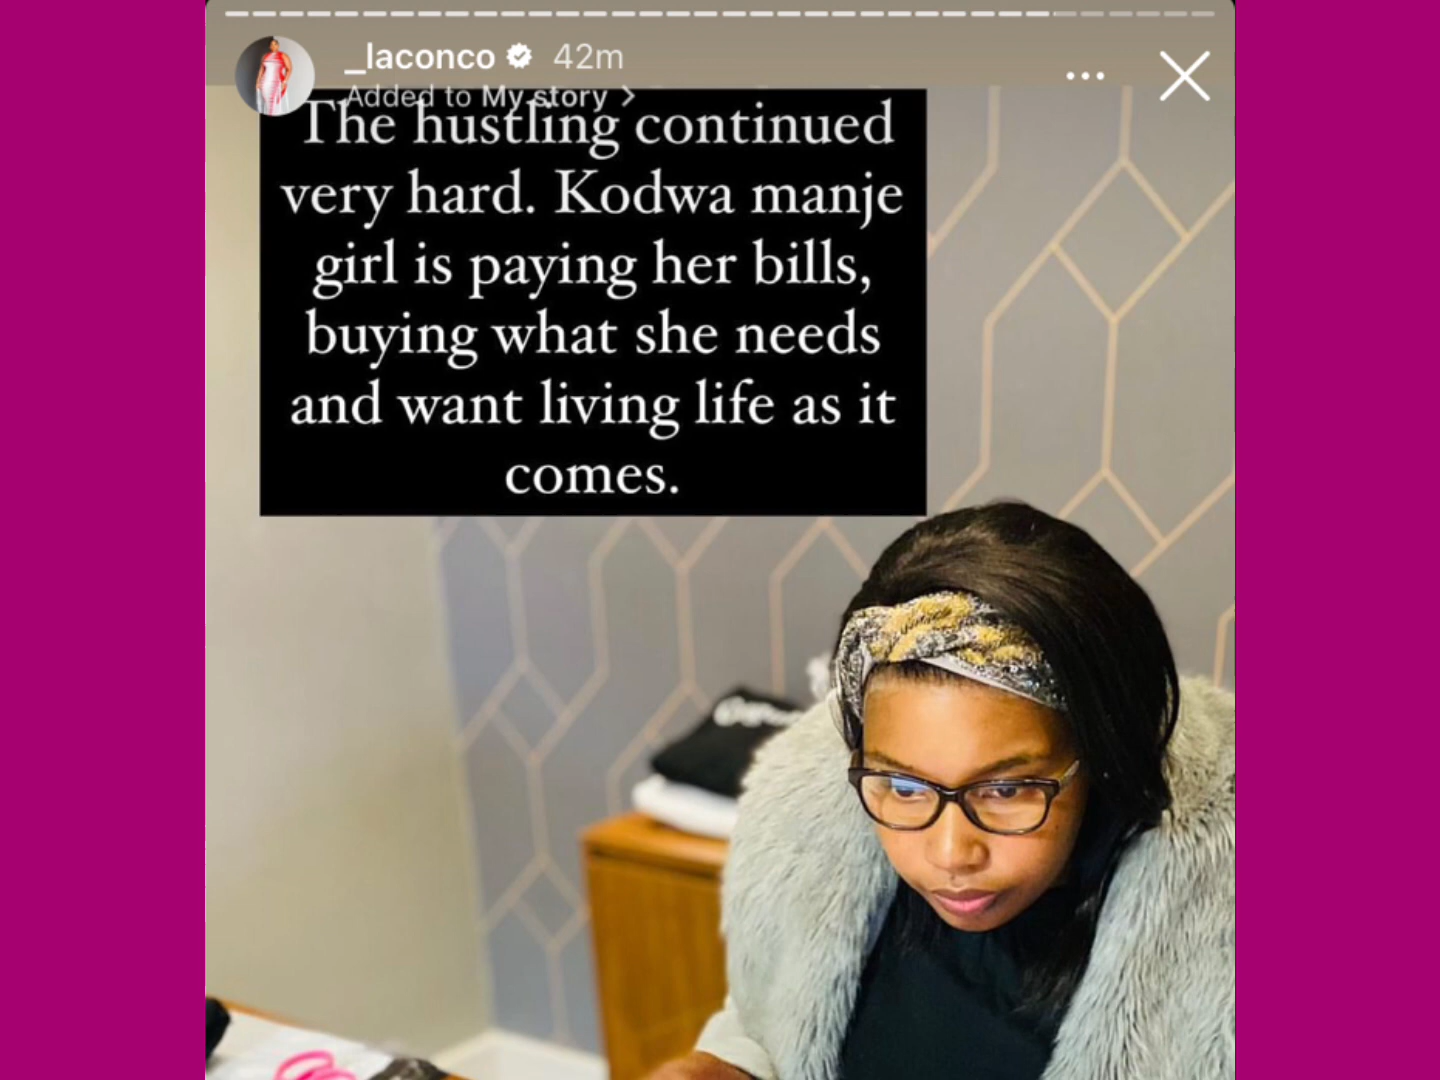 _laconco 42m
Added to My story >
The hustling continued
very hard. Kodwa manje
girl is paying her bills,
buying what she needs
and want living life as it
comes.